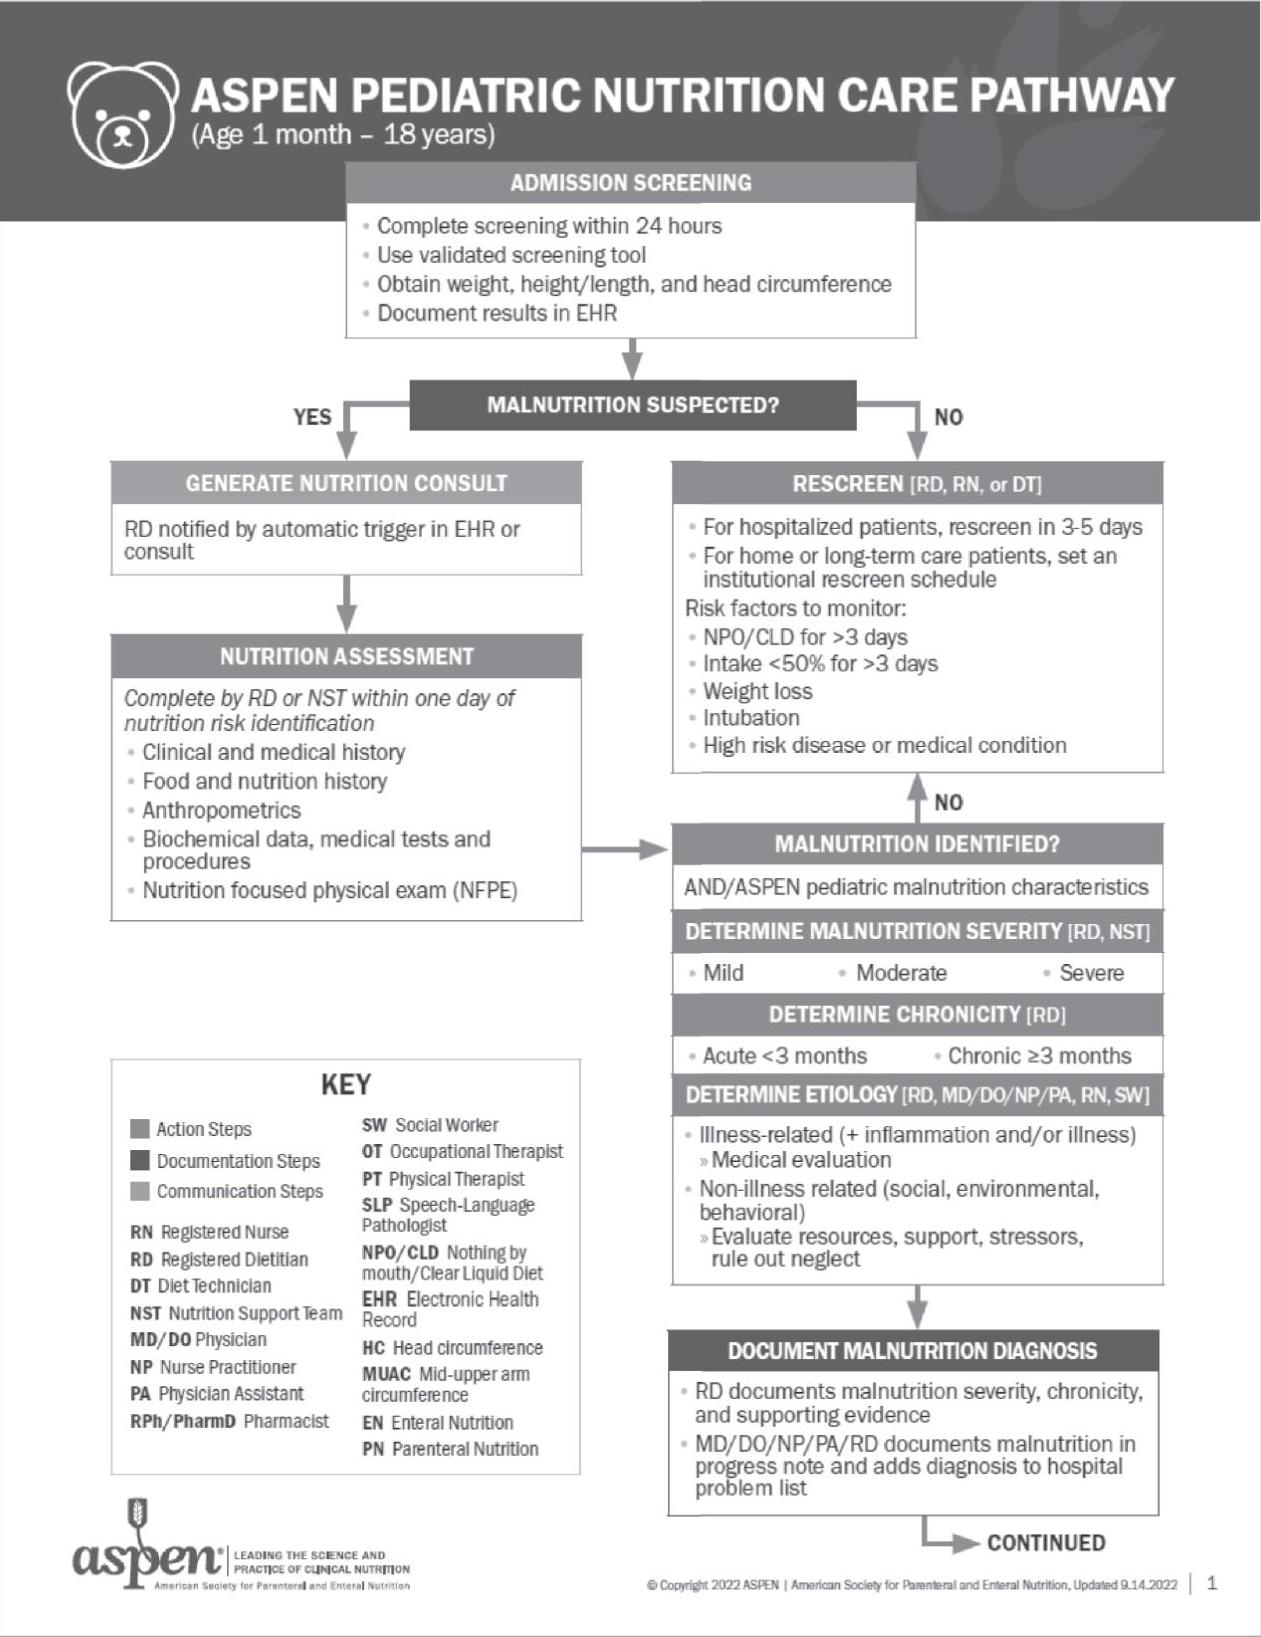 ASPEN PEDIATRIC NUTRITION CARE PATHWAY
(Age 1 month – 18 years)
ADMISSION SCREENING
• Complete screening within 24 hours
• Use validated screening tool
• Obtain weight, height/length, and head circumference
• Document results in EHR
MALNUTRITION SUSPECTED?
YES
NO
GENERATE NUTRITION CONSULT
RD notified by automatic trigger in EHR or
consult
NUTRITION ASSESSMENT
Complete by RD or NST within one day of
nutrition risk identification
• Clinical and medical history
• Food and nutrition history
• Anthropometrics
• Biochemical data, medical tests and
procedures
• Nutrition focused physical exam (NFPE)
RESCREEN [RD, RN, or DT]
• For hospitalized patients, rescreen in 3-5 days
• For home or long-term care patients, set an
institutional rescreen schedule
Risk factors to monitor:
• NPO/CLD for >3 days
• Intake <50% for >3 days
• Weight loss
• Intubation
• High risk disease or medical condition
NO
MALNUTRITION IDENTIFIED?
AND/ASPEN pediatric malnutrition characteristics
DETERMINE MALNUTRITION SEVERITY [RD, NST]
• Mild • Moderate • Severe
DETERMINE CHRONICITY [RD]
• Acute <3 months • Chronic ≥3 months
DETERMINE ETIOLOGY [RD, MD/DO/NP/PA, RN, SW]
• Illness-related (+ inflammation and/or illness)
» Medical evaluation
• Non-illness related (social, environmental,
behavioral)
» Evaluate resources, support, stressors,
rule out neglect
DOCUMENT MALNUTRITION DIAGNOSIS
• RD documents malnutrition severity, chronicity,
and supporting evidence
• MD/DO/NP/PA/RD documents malnutrition in
progress note and adds diagnosis to hospital
problem list
CONTINUED
KEY
Action Steps
Documentation Steps
Communication Steps
RN Registered Nurse
RD Registered Dietitian
DT Diet Technician
NST Nutrition Support Team
MD/DO Physician
NP Nurse Practitioner
PA Physician Assistant
RPh/PharmD Pharmacist
SW Social Worker
OT Occupational Therapist
PT Physical Therapist
SLP Speech-Language
Pathologist
NPO/CLD Nothing by
mouth/Clear Liquid Diet
EHR Electronic Health
Record
HC Head circumference
MUAC Mid-upper arm
circumference
EN Enteral Nutrition
PN Parenteral Nutrition
aspen®
LEADING THE SCIENCE AND
PRACTICE OF CLINICAL NUTRITION
American Society for Parenteral and Enteral Nutrition
© Copyright 2022 ASPEN | American Society for Parenteral and Enteral Nutrition, Updated 9.14.2022 | 1